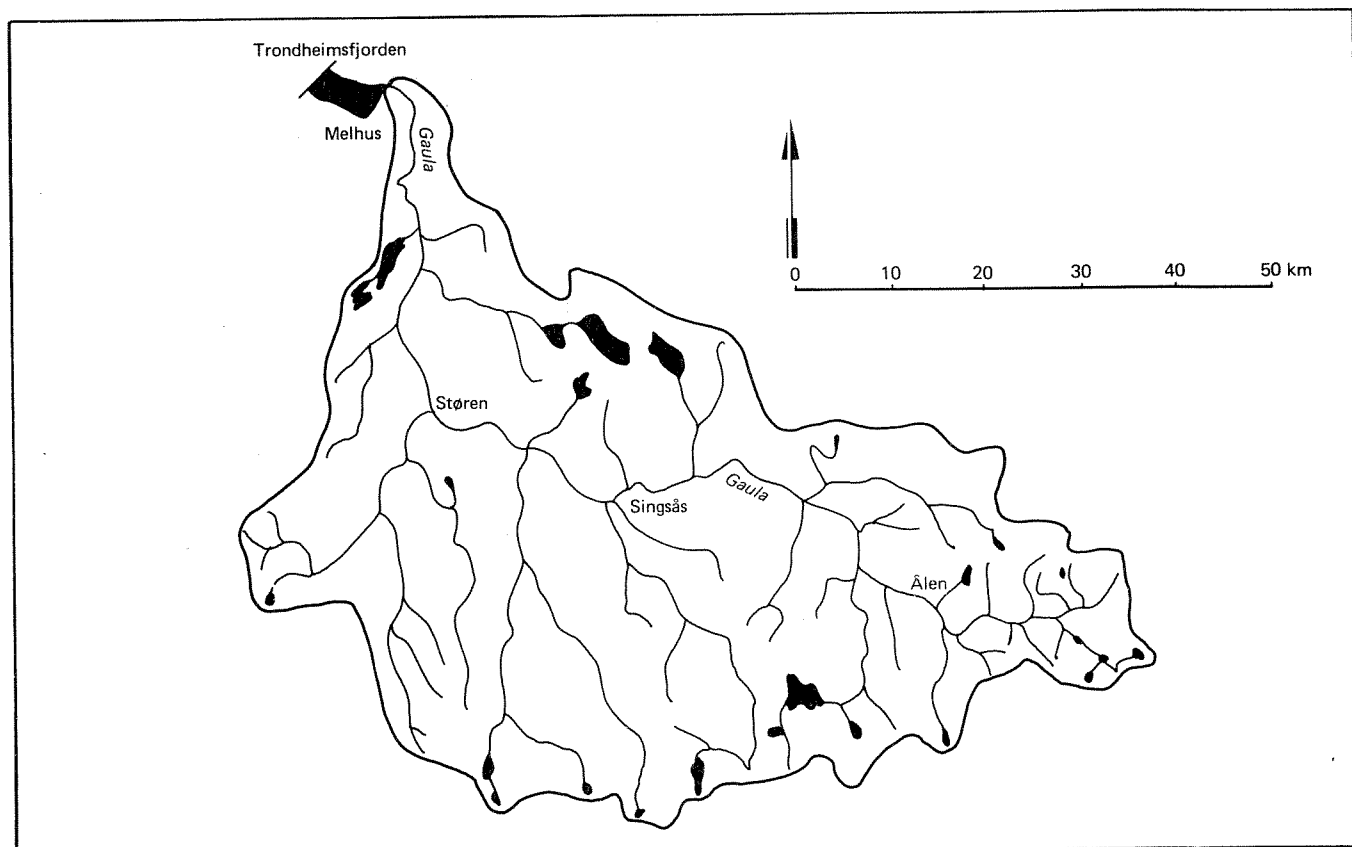 Trondheimsfjorden
Melhus
Gaula
0 10 20 30 40 50 km
Støren
Singsås
Gaula
Ålen